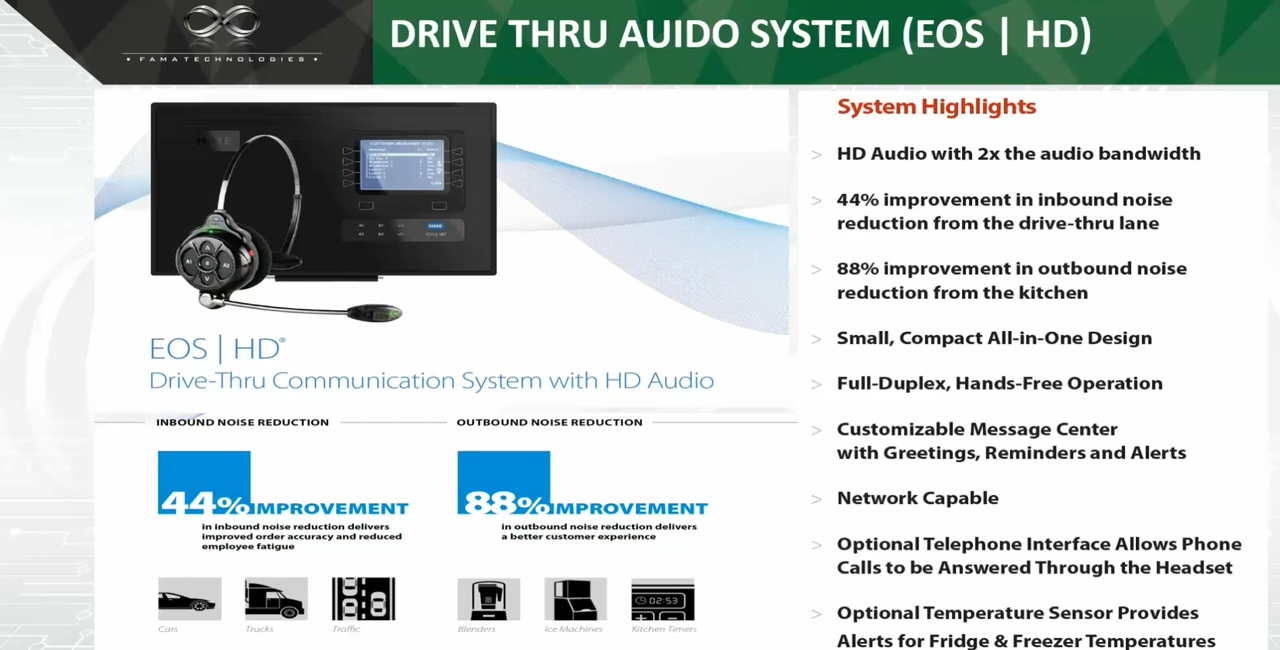 • FAMATECHNOLOGIES •
DRIVE THRU AUIDO SYSTEM (EOS | HD)
HME
EOS | HD®
Drive-Thru Communication System with HD Audio
INBOUND NOISE REDUCTION
44% IMPROVEMENT
in inbound noise reduction delivers
improved order accuracy and reduced
employee fatigue
Cars
Trucks
Traffic
OUTBOUND NOISE REDUCTION
88% IMPROVEMENT
in outbound noise reduction delivers
a better customer experience
Blenders
Ice Machines
02:53
Kitchen Timers
System Highlights
> HD Audio with 2x the audio bandwidth
> 44% improvement in inbound noise
reduction from the drive-thru lane
> 88% improvement in outbound noise
reduction from the kitchen
> Small, Compact All-in-One Design
> Full-Duplex, Hands-Free Operation
> Customizable Message Center
with Greetings, Reminders and Alerts
> Network Capable
> Optional Telephone Interface Allows Phone
Calls to be Answered Through the Headset
> Optional Temperature Sensor Provides
Alerts for Fridge & Freezer Temperatures